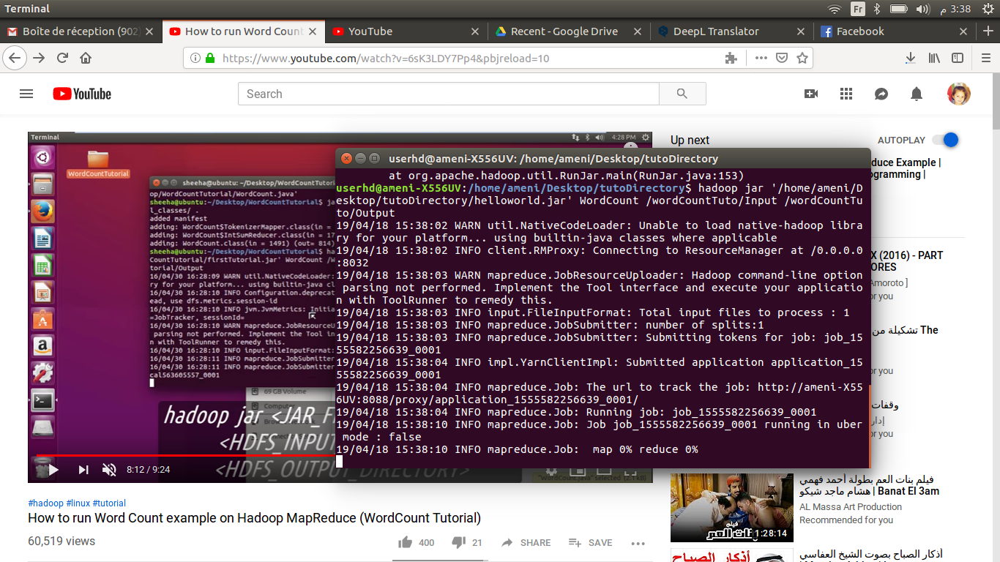 Terminal
Fr
3:38 م
Boîte de réception (902)
How to run Word Count
YouTube
Recent - Google Drive
DeepL Translator
Facebook
https://www.youtube.com/watch?v=6sK3LDY7Pp4&pbjreload=10
YouTube
Search
Terminal
4:28 PM
WordCountTutorial
sheeha@ubuntu: ~/Desktop/WordCountTutori
op/WordCountTutorial/WordCount.java'
sheeha@ubuntu:~/Desktop/WordCountTutorial$ ja
l_classes/ .
added manifest
adding: WordCount$TokenizerMapper.class(in =
adding: WordCount$IntSumReducer.class(in = 17
adding: WordCount.class(in = 1491) (out= 814)
sheeha@ubuntu:~/Desktop/WordCountTutorial$ ha
CountTutorial/firstTutorial.jar' WordCount /W
torial/Output
16/04/30 16:28:09 WARN util.NativeCodeLoader:
ry for your platform... using builtin-java cl
16/04/30 16:28:10 INFO Configuration.deprecat
ead, use dfs.metrics.session-id
16/04/30 16:28:10 INFO jvm.JvmMetrics: Initia
=JobTracker, sessionId=
16/04/30 16:28:10 WARN mapreduce.JobResourceU
parsing not performed. Implement the Tool in
n with ToolRunner to remedy this.
16/04/30 16:28:10 INFO input.FileInputFormat:
16/04/30 16:28:11 INFO mapreduce.JobSubmitter
16/04/30 16:28:11 INFO mapreduce.JobSubmitter
cal563605557_0001
69 GB Volume
Computer
hadoop jar <JAR_F
<HDFS_INPUT
<HDFS_OUTPUT_DIRECTORY>
"WordCount.java" selected (2.1 kB)
8:12 / 9:24
userhd@ameni-X556UV: /home/ameni/Desktop/tutoDirectory
at org.apache.hadoop.util.RunJar.main(RunJar.java:153)
userhd@ameni-X556UV:/home/ameni/Desktop/tutoDirectory$ hadoop jar '/home/ameni/D
esktop/tutoDirectory/helloworld.jar' WordCount /wordCountTuto/Input /wordCountTu
to/Output
19/04/18 15:38:02 WARN util.NativeCodeLoader: Unable to load native-hadoop libra
ry for your platform... using builtin-java classes where applicable
19/04/18 15:38:02 INFO client.RMProxy: Connecting to ResourceManager at /0.0.0.0
:8032
19/04/18 15:38:03 WARN mapreduce.JobResourceUploader: Hadoop command-line option
parsing not performed. Implement the Tool interface and execute your applicatio
n with ToolRunner to remedy this.
19/04/18 15:38:03 INFO input.FileInputFormat: Total input files to process : 1
19/04/18 15:38:03 INFO mapreduce.JobSubmitter: number of splits:1
19/04/18 15:38:03 INFO mapreduce.JobSubmitter: Submitting tokens for job: job_15
55582256639_0001
19/04/18 15:38:04 INFO impl.YarnClientImpl: Submitted application application_15
55582256639_0001
19/04/18 15:38:04 INFO mapreduce.Job: The url to track the job: http://ameni-X55
6UV:8088/proxy/application_1555582256639_0001/
19/04/18 15:38:04 INFO mapreduce.Job: Running job: job_1555582256639_0001
19/04/18 15:38:10 INFO mapreduce.Job: Job job_1555582256639_0001 running in uber
mode : false
19/04/18 15:38:10 INFO mapreduce.Job:  map 0% reduce 0%
#hadoop #linux #tutorial
How to run Word Count example on Hadoop MapReduce (WordCount Tutorial)
60,519 views
400
21
SHARE
SAVE
Up next
AUTOPLAY
duce Example |
ogramming |
X (2016) - PART
ORES
Amoroto ]
or you
تشكيلة من The
or you
وقفات
إدار
or you
1:28:14
فيلم بنات العم بطولة أحمد فهمي
هشام ماجد شيكو | Banat El 3am
AL Massa Art Production
Recommended for you
أذكار الصباح
أذكار الصباح بصوت الشيخ العفاسي